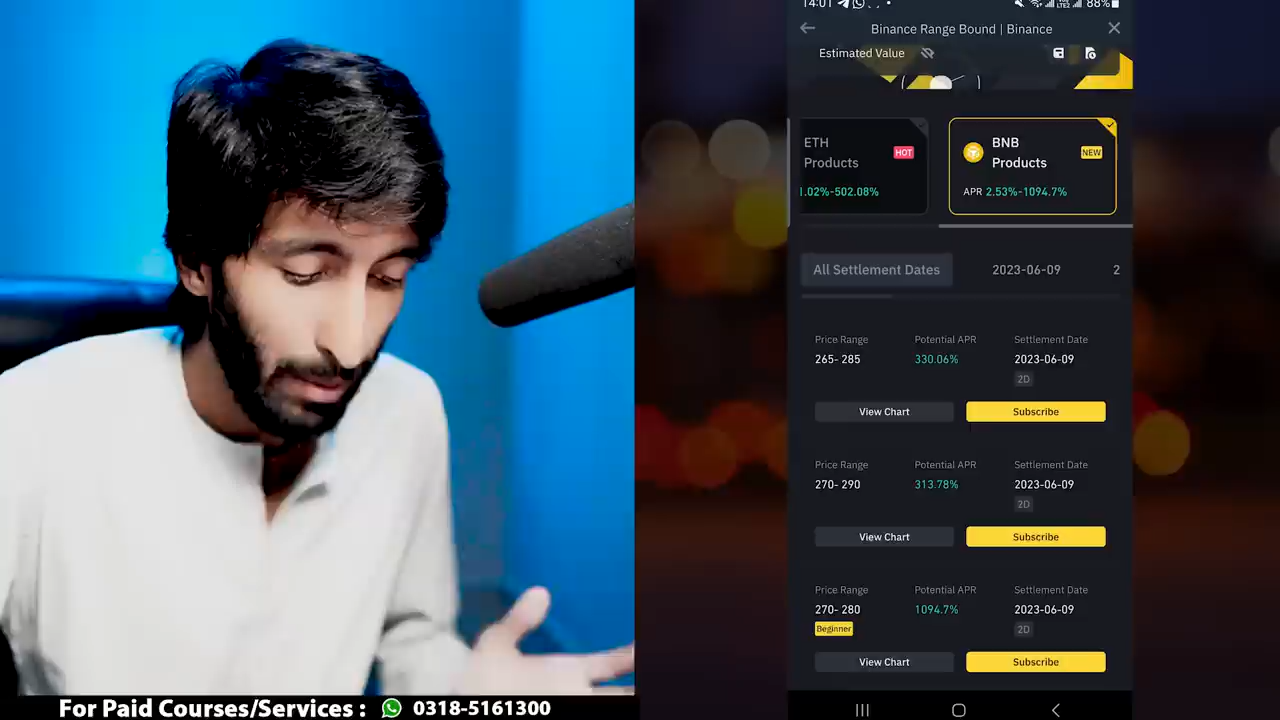 14:01
88%
Binance Range Bound | Binance
Estimated Value
ETH
Products
HOT
1.02%-502.08%
BNB
Products
NEW
APR 2.53%-1094.7%
All Settlement Dates
2023-06-09
2
Price Range
Potential APR
Settlement Date
265- 285
330.06%
2023-06-09
2D
View Chart
Subscribe
Price Range
Potential APR
Settlement Date
270- 290
313.78%
2023-06-09
2D
View Chart
Subscribe
Price Range
Potential APR
Settlement Date
270- 280
1094.7%
2023-06-09
Beginner
2D
View Chart
Subscribe
For Paid Courses/Services : 0318-5161300